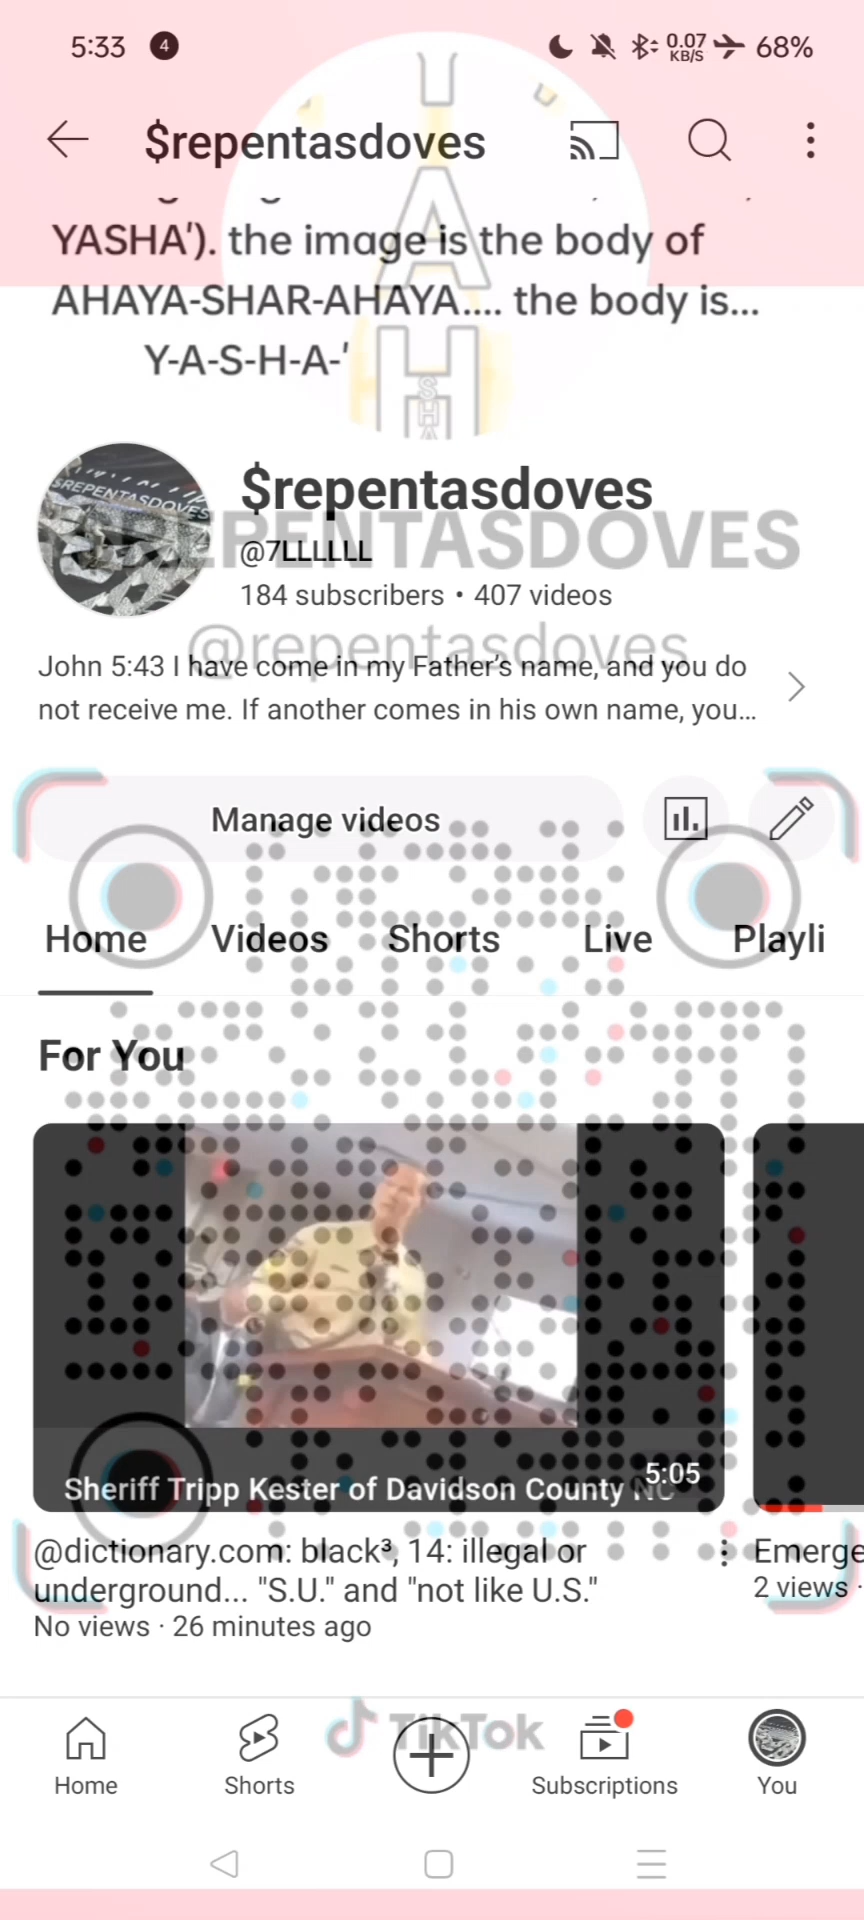 5:33 4 0.07 KB/S 68%
$repentasdoves
YASHA'). the image is the body of
AHAYA-SHAR-AHAYA.... the body is...
Y-A-S-H-A-'
$REPENTASDOVES
$repentasdoves
EPENTASDOVES
@7LLLLLL
184 subscribers • 407 videos
@repentasdoves
John 5:43 I have come in my Father's name, and you do
not receive me. If another comes in his own name, you...
Manage videos
Home Videos Shorts Live Playli
For You
5:05
Sheriff Tripp Kester of Davidson County NC
@dictionary.com: black³, 14: illegal or
underground... "S.U." and "not like U.S."
No views · 26 minutes ago
Emerge
2 views ·
TikTok
Home Shorts Subscriptions You